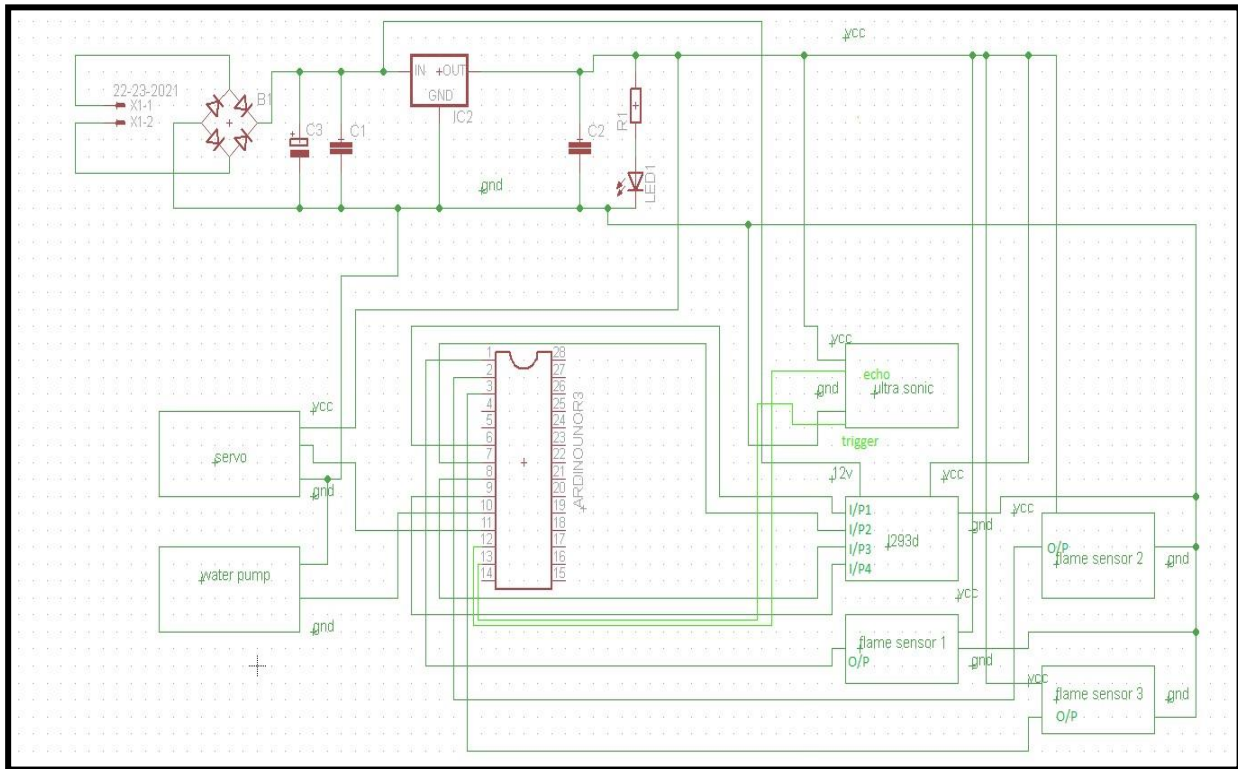 vcc
22-23-2021
X1-1
X1-2
B1
C3
C1
IN
OUT
GND
IC2
C2
R1
LED1
gnd
1
2
3
4
5
6
7
8
9
10
11
12
13
14
28
27
26
25
24
23
22
21
20
19
18
17
16
15
ARDINOUNOR3
vcc
servo
gnd
water pump
gnd
vcc
echo
gnd
ultra sonic
trigger
12v
vcc
I/P1
I/P2
I/P3
I/P4
l293d
gnd
vcc
O/P
flame sensor 2
gnd
vcc
flame sensor 1
O/P
gnd
vcc
flame sensor 3
O/P
gnd